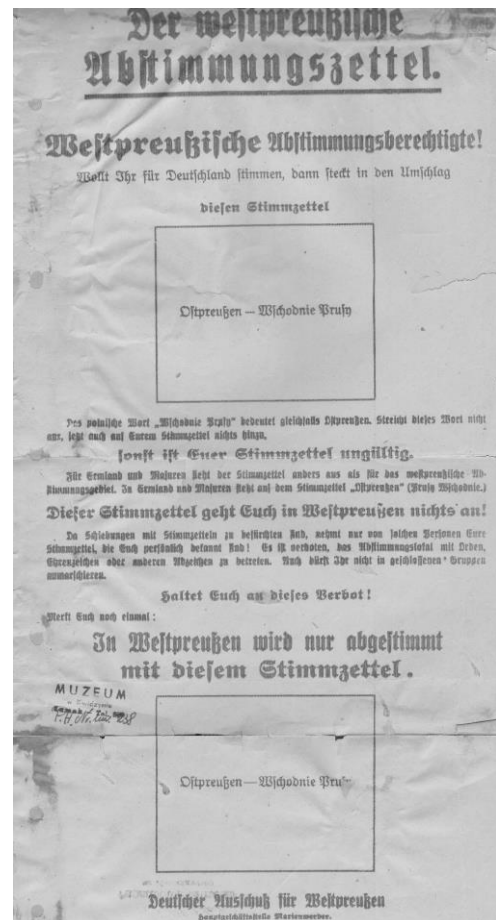 Der westpreußische
Abstimmungszettel.
Westpreußische Abstimmungsberechtigte!
Wollt Ihr für Deutschland stimmen, dann steckt in den Umschlag
diesen Stimmzettel
Ostpreußen — Wschodnie Prusy
Das polnische Wort „Wschodnie Prusy“ bedeutet gleichfalls Ostpreußen. Streicht dieses Wort nicht
aus, setzt auch auf Eurem Stimmzettel nichts hinzu,
sonst ist Euer Stimmzettel ungültig.
Für Ermland und Masuren sieht der Stimmzettel anders aus als für das westpreußische Ab-
stimmungsgebiet. In Ermland und Masuren steht auf dem Stimmzettel „Ostpreußen“ (Prusy Wschodnie.)
Dieser Stimmzettel geht Euch in Westpreußen nichts an!
Da Schiebungen mit Stimmzetteln zu befürchten sind, nehmt nur von solchen Personen Eure
Stimmzettel, die Euch persönlich bekannt sind! Es ist verboten, das Abstimmungslokal mit Orden,
Ehrenzeichen oder anderen Abzeichen zu betreten. Auch dürft Ihr nicht in geschlossenen Gruppen
anmarschieren.
Haltet Euch an dieses Verbot!
Merkt Euch noch einmal:
In Westpreußen wird nur abgestimmt
mit diesem Stimmzettel.
MUZEUM
Ostpreußen — Wschodnie Prusy
Deutscher Ausschuß für Westpreußen
Hauptgeschäftsstelle Marienwerder.